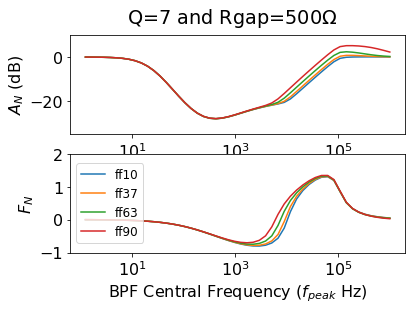 Q=7 and Rgap=500Ω
A_N (dB)
0
−20
10^1
10^3
10^5
F_N
2
1
0
−1
ff10
ff37
ff63
ff90
10^1
10^3
10^5
BPF Central Frequency (f_peak Hz)